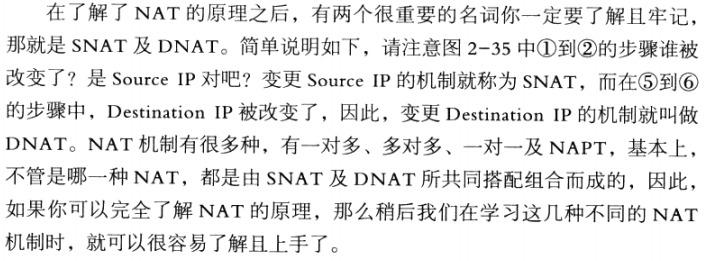 在了解了 NAT 的原理之后，有两个很重要的名词你一定要了解且牢记，
那就是 SNAT 及 DNAT。简单说明如下，请注意图 2-35 中①到②的步骤谁被
改变了？是 Source IP 对吧？变更 Source IP 的机制就称为 SNAT，而在⑤到⑥
的步骤中，Destination IP 被改变了，因此，变更 Destination IP 的机制就叫做
DNAT。NAT 机制有很多种，有一对多、多对多、一对一及 NAPT，基本上，
不管是哪一种 NAT，都是由 SNAT 及 DNAT 所共同搭配组合而成的，因此，
如果你可以完全了解 NAT 的原理，那么稍后我们在学习这几种不同的 NAT
机制时，就可以很容易了解且上手了。